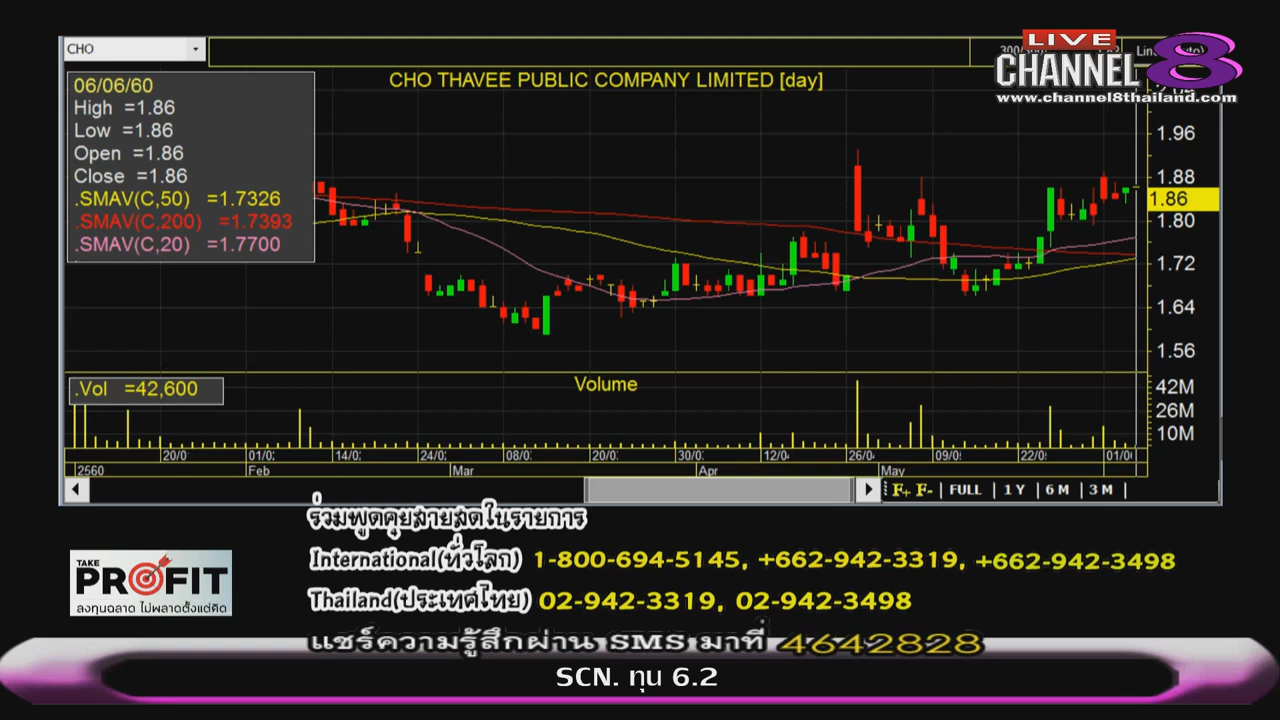 CHO
LIVE
CHANNEL 8
www.channel8thailand.com
CHO THAVEE PUBLIC COMPANY LIMITED [day]
06/06/60
High =1.86
Low =1.86
Open =1.86
Close =1.86
.SMAV(C,50) =1.7326
.SMAV(C,200) =1.7393
.SMAV(C,20) =1.7700
1.96
1.88
1.86
1.80
1.72
1.64
1.56
.Vol =42,600
Volume
42M
26M
10M
20/0 01/0 14/0 24/0 08/0 20/0 30/0 12/0 26/0 09/0 22/0 01/0
2560 Feb Mar Apr May
F+ F- | FULL | 1 Y | 6 M | 3 M |
ร่วมพูดคุยสายสดในรายการ
International(ทั่วโลก) 1-800-694-5145, +662-942-3319, +662-942-3498
Thailand(ประเทศไทย) 02-942-3319, 02-942-3498
TAKE
PROFIT
ลงทุนฉลาด ไม่พลาดตั้งแต่คิด
แชร์ความรู้สึกผ่าน SMS มาที่ 4642828
SCN. ทุน 6.2